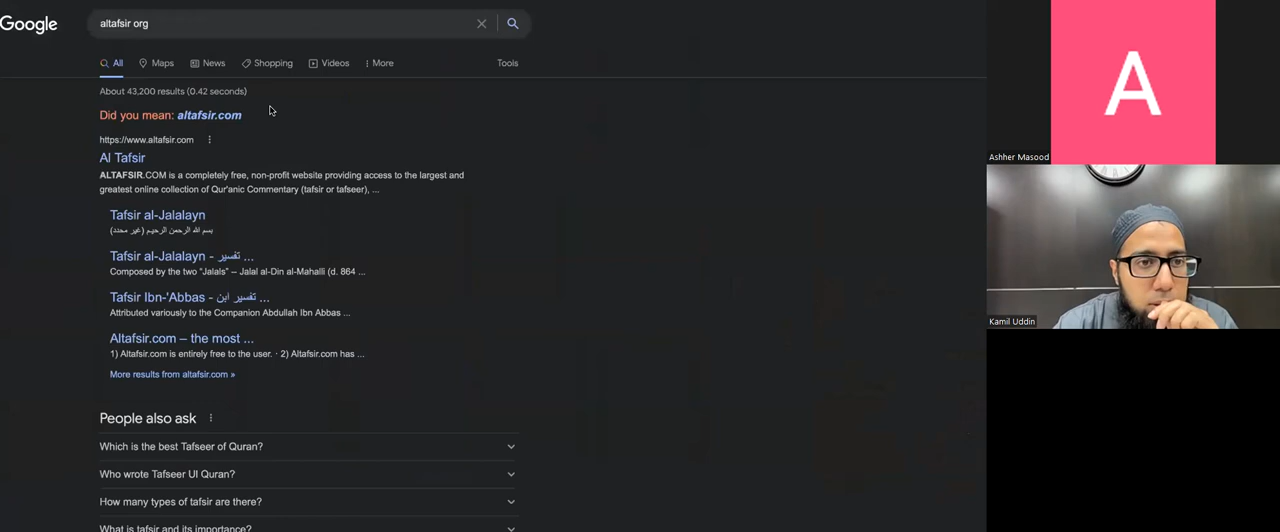 Google
altafsir org
All
Maps
News
Shopping
Videos
More
Tools
About 43,200 results (0.42 seconds)
Did you mean: altafsir.com
https://www.altafsir.com
Al Tafsir
ALTAFSIR.COM is a completely free, non-profit website providing access to the largest and
greatest online collection of Qur'anic Commentary (tafsir or tafseer), ...
Tafsir al-Jalalayn
بسم الله الرحمن الرحيم (غير محدد)
Tafsir al-Jalalayn - تفسير ...
Composed by the two "Jalals" – Jalal al-Din al-Mahalli (d. 864 ...
Tafsir Ibn-'Abbas - تفسير ابن ...
Attributed variously to the Companion Abdullah Ibn Abbas ...
Altafsir.com – the most ...
1) Altafsir.com is entirely free to the user. · 2) Altafsir.com has ...
More results from altafsir.com »
People also ask
Which is the best Tafseer of Quran?
Who wrote Tafseer UI Quran?
How many types of tafsir are there?
What is tafsir and its importance?
A
Ashher Masood
Kamil Uddin